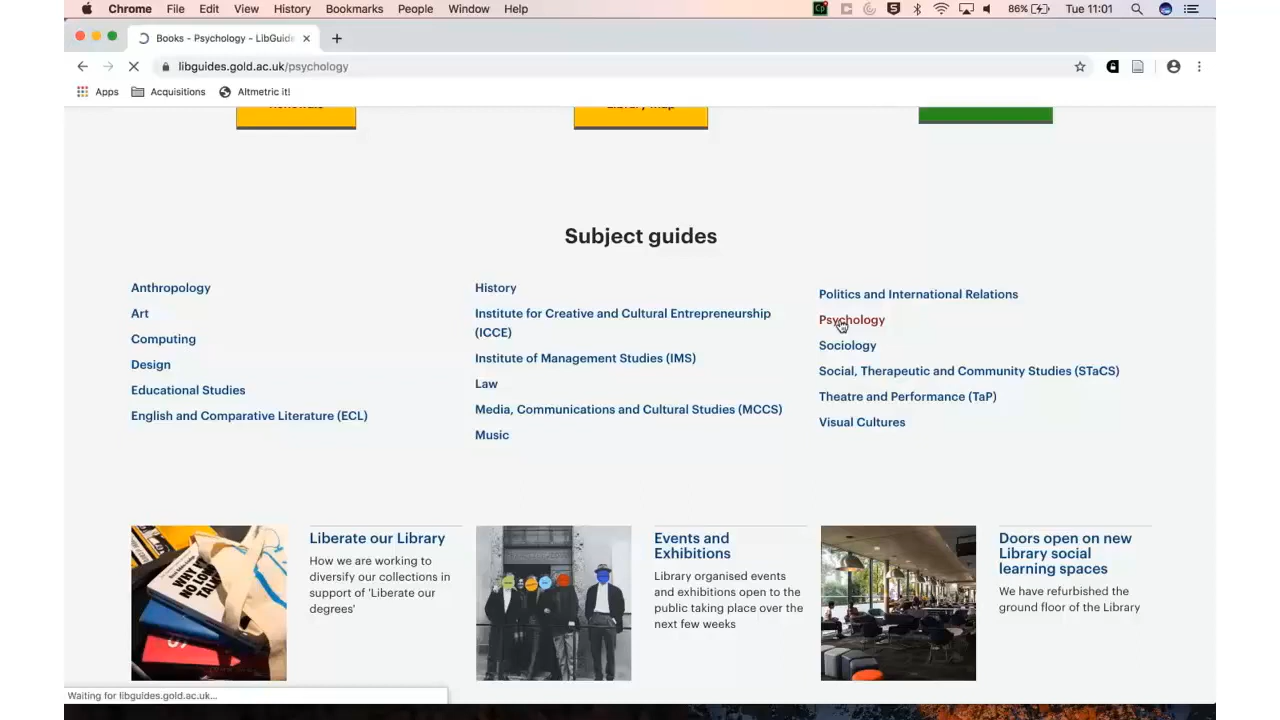 Chrome File Edit View History Bookmarks People Window Help 86% Tue 11:01
Books - Psychology - LibGuide
libguides.gold.ac.uk/psychology
Apps Acquisitions Altmetric it!
Subject guides
Anthropology
Art
Computing
Design
Educational Studies
English and Comparative Literature (ECL)
History
Institute for Creative and Cultural Entrepreneurship
(ICCE)
Institute of Management Studies (IMS)
Law
Media, Communications and Cultural Studies (MCCS)
Music
Politics and International Relations
Psychology
Sociology
Social, Therapeutic and Community Studies (STaCS)
Theatre and Performance (TaP)
Visual Cultures
Liberate our Library
How we are working to
diversify our collections in
support of 'Liberate our
degrees'
Events and
Exhibitions
Library organised events
and exhibitions open to the
public taking place over the
next few weeks
Doors open on new
Library social
learning spaces
We have refurbished the
ground floor of the Library
Waiting for libguides.gold.ac.uk...